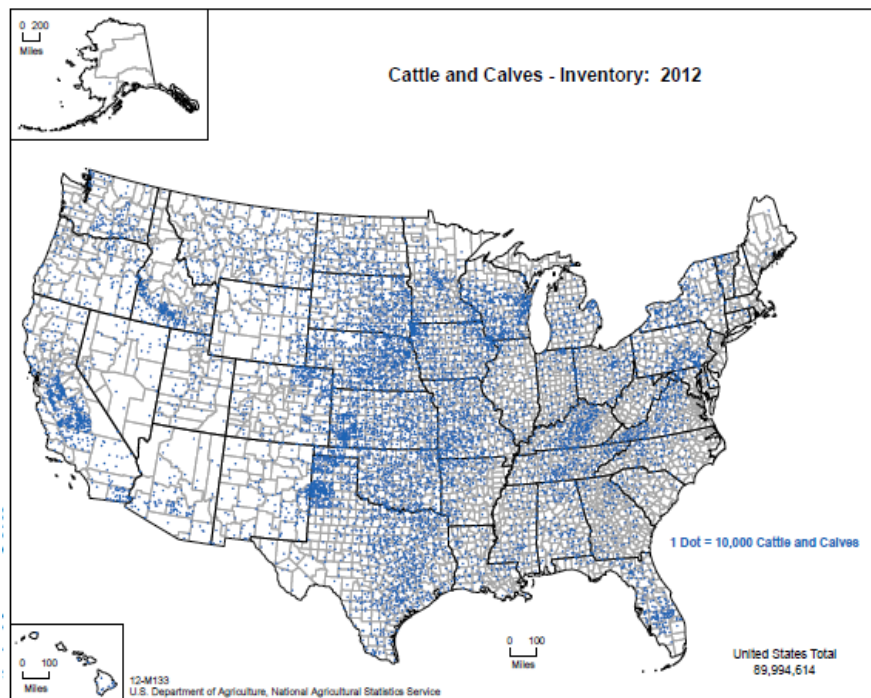 0 200
Miles
Cattle and Calves - Inventory: 2012
1 Dot = 10,000 Cattle and Calves
0 100
Miles
0 100
Miles
United States Total
89,994,614
12-M133
U.S. Department of Agriculture, National Agricultural Statistics Service